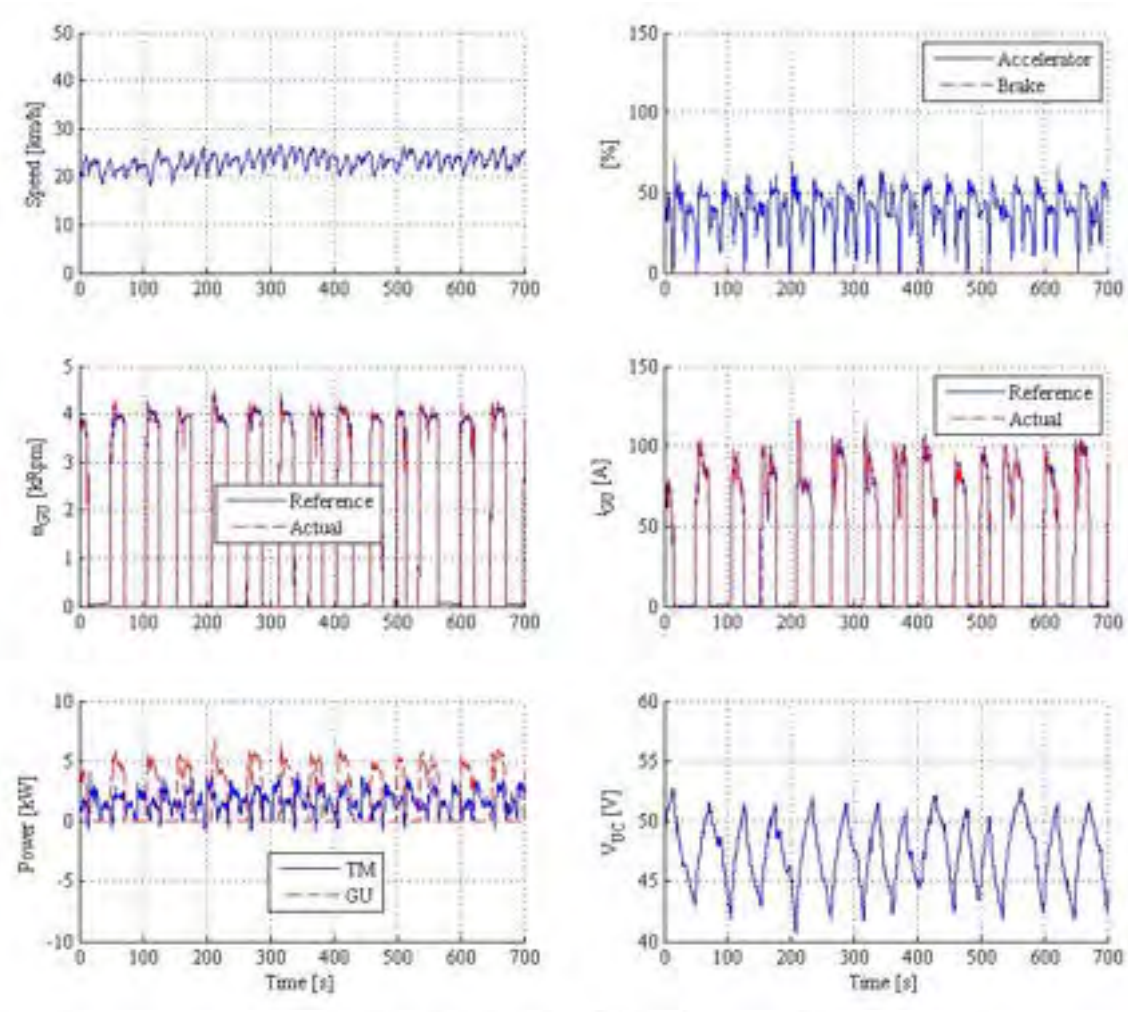 50
40
30
20
10
0
Speed [km/h]
0 100 200 300 400 500 600 700
150
100
50
0
[%]
Accelerator
Brake
0 100 200 300 400 500 600 700
5
4
3
2
1
0
n_GU [kRpm]
Reference
Actual
0 100 200 300 400 500 600 700
150
100
50
0
i_GU [A]
Reference
Actual
0 100 200 300 400 500 600 700
10
5
0
-5
-10
Power [kW]
TM
GU
0 100 200 300 400 500 600 700
Time [s]
60
55
50
45
40
V_DC [V]
0 100 200 300 400 500 600 700
Time [s]